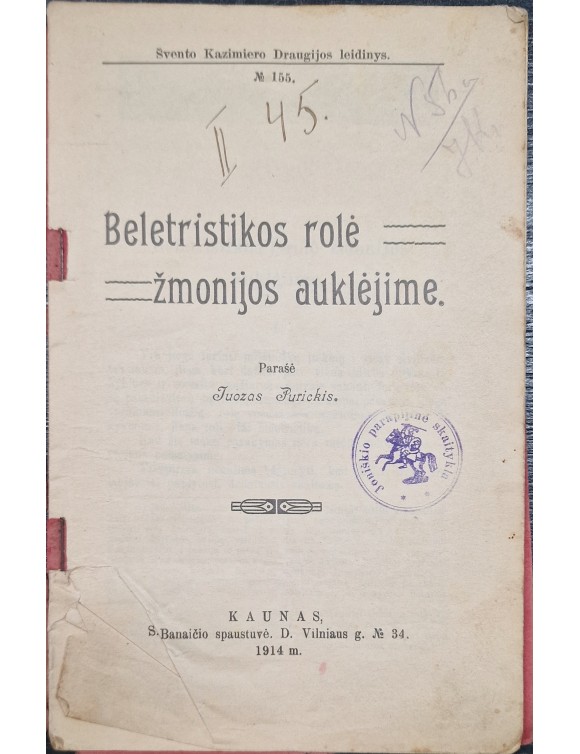 Švento Kazimiero Draugijos leidinys.
№ 155.
II 45.
Beletristikos rolė
žmonijos auklėjime.
Parašė
Juozas Purickis.
Joniškio parapijinė skaitykla
KAUNAS,
S. Banaičio spaustuvė. D. Vilniaus g. № 34.
1914 m.